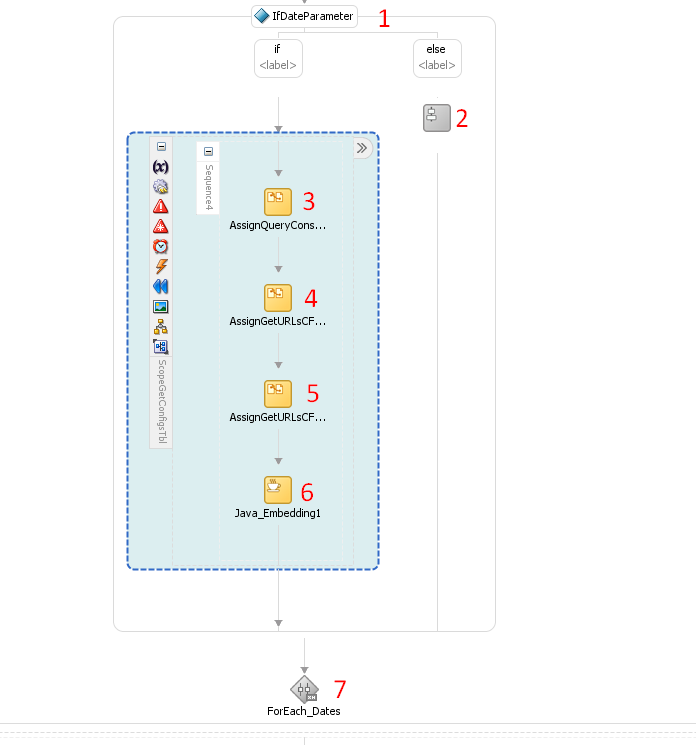 IfDateParameter 1
if
<label>
else
<label>
2
(x)
Sequence4
3
AssignQueryCons...
4
AssignGetURLsCF...
5
AssignGetURLsCF...
ScopeGetConfigsTbl
6
Java_Embedding1
7
ForEach_Dates